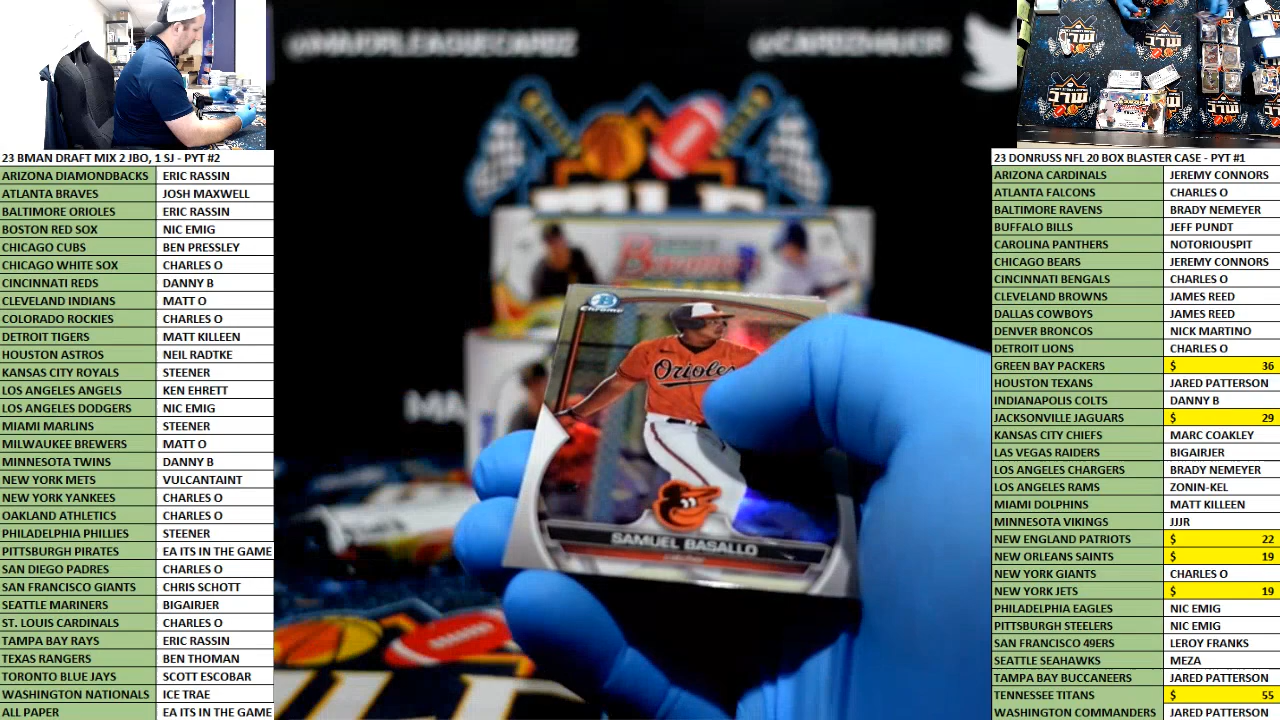 @MAJORLEAGUECARDZ
23 BMAN DRAFT MIX 2 JBO, 1 SJ - PYT #2
ARIZONA DIAMONDBACKS ERIC RASSIN
ATLANTA BRAVES JOSH MAXWELL
BALTIMORE ORIOLES ERIC RASSIN
BOSTON RED SOX NIC EMIG
CHICAGO CUBS BEN PRESSLEY
CHICAGO WHITE SOX CHARLES O
CINCINNATI REDS DANNY B
CLEVELAND INDIANS MATT O
COLORADO ROCKIES CHARLES O
DETROIT TIGERS MATT KILLEEN
HOUSTON ASTROS NEIL RADTKE
KANSAS CITY ROYALS STEENER
LOS ANGELES ANGELS KEN EHRETT
LOS ANGELES DODGERS NIC EMIG
MIAMI MARLINS STEENER
MILWAUKEE BREWERS MATT O
MINNESOTA TWINS DANNY B
NEW YORK METS VULCANTAINT
NEW YORK YANKEES CHARLES O
OAKLAND ATHLETICS CHARLES O
PHILADELPHIA PHILLIES STEENER
PITTSBURGH PIRATES EA ITS IN THE GAME
SAN DIEGO PADRES CHARLES O
SAN FRANCISCO GIANTS CHRIS SCHOTT
SEATTLE MARINERS BIGAIRJER
ST. LOUIS CARDINALS CHARLES O
TAMPA BAY RAYS ERIC RASSIN
TEXAS RANGERS BEN THOMAN
TORONTO BLUE JAYS SCOTT ESCOBAR
WASHINGTON NATIONALS ICE TRAE
ALL PAPER EA ITS IN THE GAME
Bowman
B
Chrome
Orioles
SAMUEL BASALLO
23 DONRUSS NFL 20 BOX BLASTER CASE - PYT #1
ARIZONA CARDINALS JEREMY CONNORS
ATLANTA FALCONS CHARLES O
BALTIMORE RAVENS BRADY NEMEYER
BUFFALO BILLS JEFF PUNDT
CAROLINA PANTHERS NOTORIOUSPIT
CHICAGO BEARS JEREMY CONNORS
CINCINNATI BENGALS CHARLES O
CLEVELAND BROWNS JAMES REED
DALLAS COWBOYS JAMES REED
DENVER BRONCOS NICK MARTINO
DETROIT LIONS CHARLES O
GREEN BAY PACKERS $ 36
HOUSTON TEXANS JARED PATTERSON
INDIANAPOLIS COLTS DANNY B
JACKSONVILLE JAGUARS $ 29
KANSAS CITY CHIEFS MARC COAKLEY
LAS VEGAS RAIDERS BIGAIRJER
LOS ANGELES CHARGERS BRADY NEMEYER
LOS ANGELES RAMS ZONIN-KEL
MIAMI DOLPHINS MATT KILLEEN
MINNESOTA VIKINGS JJJR
NEW ENGLAND PATRIOTS $ 22
NEW ORLEANS SAINTS $ 19
NEW YORK GIANTS CHARLES O
NEW YORK JETS $ 19
PHILADELPHIA EAGLES NIC EMIG
PITTSBURGH STEELERS NIC EMIG
SAN FRANCISCO 49ERS LEROY FRANKS
SEATTLE SEAHAWKS MEZA
TAMPA BAY BUCCANEERS JARED PATTERSON
TENNESSEE TITANS $ 55
WASHINGTON COMMANDERS JARED PATTERSON